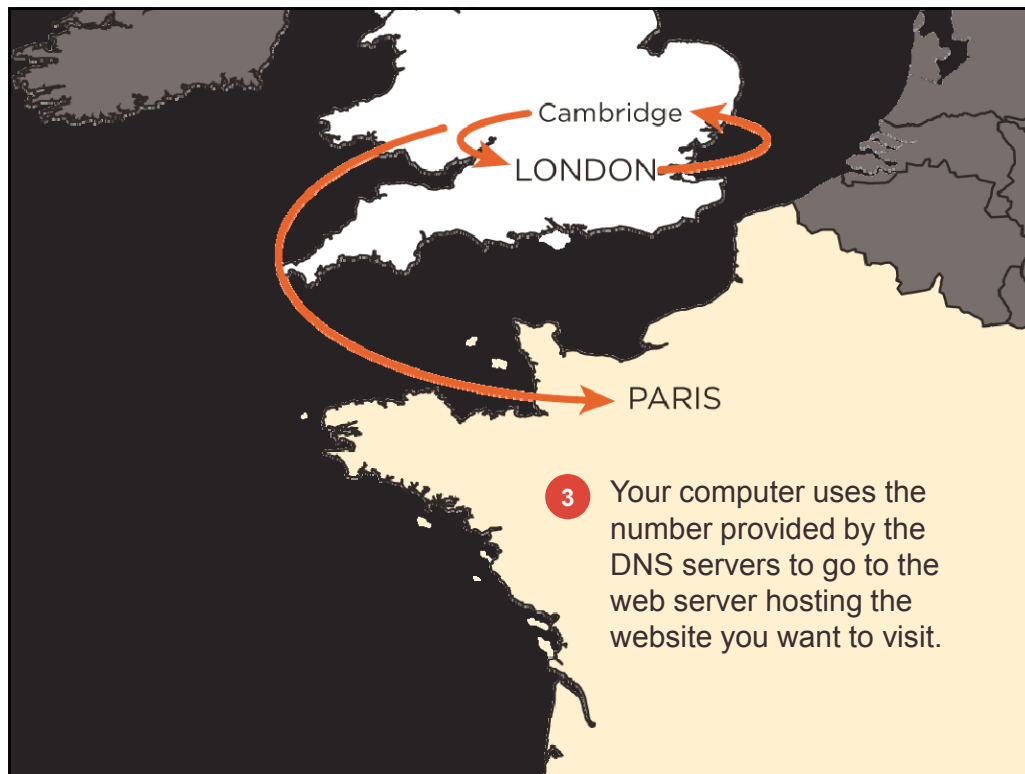 Cambridge
LONDON
PARIS
3
Your computer uses the
number provided by the
DNS servers to go to the
web server hosting the
website you want to visit.